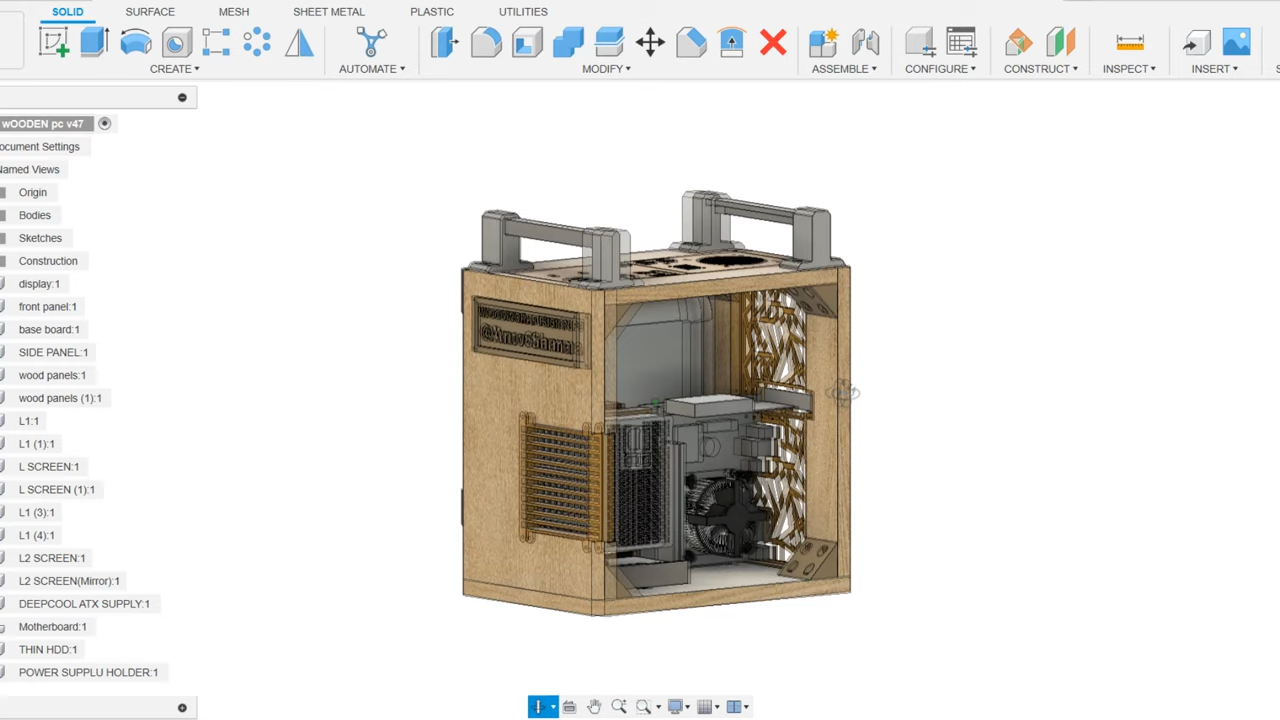 SOLID SURFACE MESH SHEET METAL PLASTIC UTILITIES
CREATE AUTOMATE MODIFY ASSEMBLE CONFIGURE CONSTRUCT INSPECT INSERT
wOODEN pc v47
ocument Settings
Named Views
Origin
Bodies
Sketches
Construction
display:1
front panel:1
base board:1
SIDE PANEL:1
wood panels:1
wood panels (1):1
L1:1
L1 (1):1
L SCREEN:1
L SCREEN (1):1
L1 (3):1
L1 (4):1
L2 SCREEN:1
L2 SCREEN(Mirror):1
DEEPCOOL ATX SUPPLY:1
Motherboard:1
THIN HDD:1
POWER SUPPLU HOLDER:1